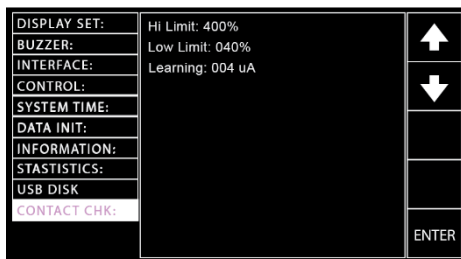 DISPLAY SET:
BUZZER:
INTERFACE:
CONTROL:
SYSTEM TIME:
DATA INIT:
INFORMATION:
STASTISTICS:
USB DISK
CONTACT CHK:
Hi Limit: 400%
Low Limit: 040%
Learning: 004 uA
ENTER